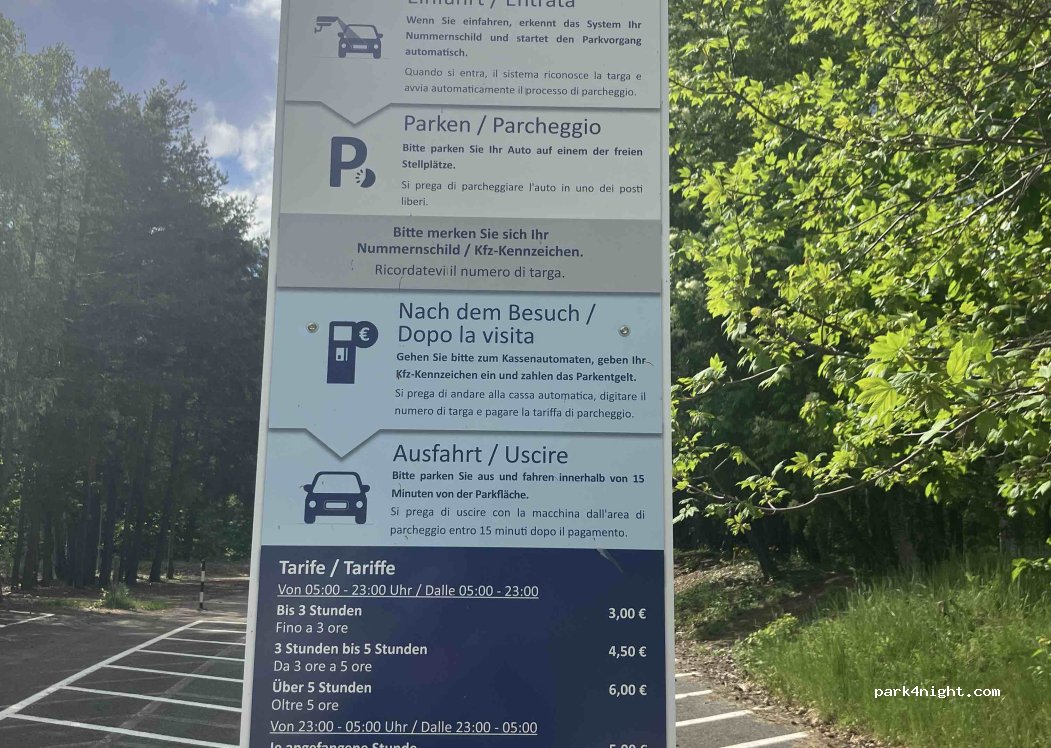 Einfahrt / Entrata
Wenn Sie einfahren, erkennt das System Ihr
Nummernschild und startet den Parkvorgang
automatisch.
Quando si entra, il sistema riconosce la targa e
avvia automaticamente il processo di parcheggio.
Parken / Parcheggio
Bitte parken Sie Ihr Auto auf einem der freien
Stellplätze.
Si prega di parcheggiare l'auto in uno dei posti
liberi.
P
Bitte merken Sie sich Ihr
Nummernschild / Kfz-Kennzeichen.
Ricordatevi il numero di targa.
Nach dem Besuch /
Dopo la visita
€
Gehen Sie bitte zum Kassenautomaten, geben Ihr
Kfz-Kennzeichen ein und zahlen das Parkentgelt.
Si prega di andare alla cassa automatica, digitare il
numero di targa e pagare la tariffa di parcheggio.
Ausfahrt / Uscire
Bitte parken Sie aus und fahren innerhalb von 15
Minuten von der Parkfläche.
Si prega di uscire con la macchina dall'area di
parcheggio entro 15 minuti dopo il pagamento.
Tarife / Tariffe
Von 05:00 - 23:00 Uhr / Dalle 05:00 - 23:00
Bis 3 Stunden 3,00 €
Fino a 3 ore
3 Stunden bis 5 Stunden 4,50 €
Da 3 ore a 5 ore
Über 5 Stunden 6,00 €
Oltre 5 ore
Von 23:00 - 05:00 Uhr / Dalle 23:00 - 05:00
Je angefangene Stunde 5,00 €
park4night.com